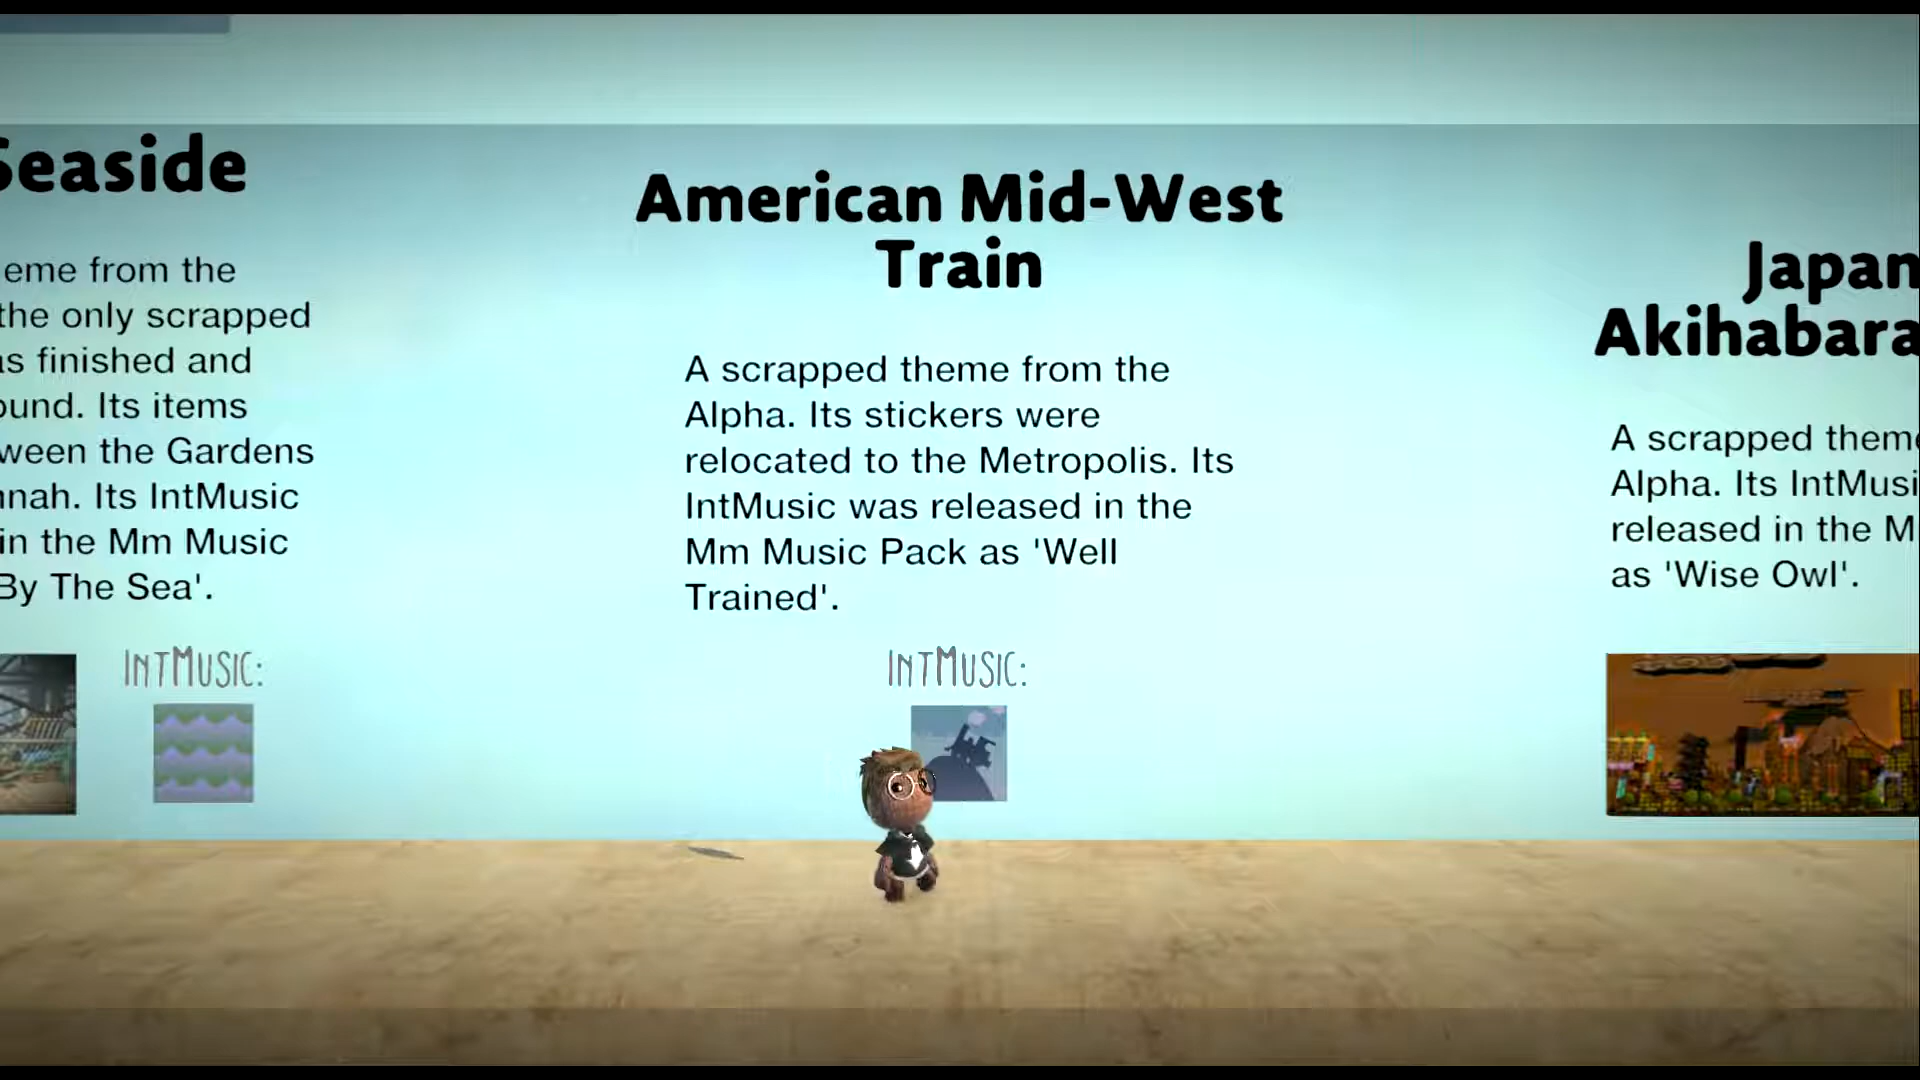 Seaside
eme from the
the only scrapped
as finished and
ound. Its items
ween the Gardens
nnah. Its IntMusic
in the Mm Music
By The Sea'.
INTMUSIC:
American Mid-West
Train
A scrapped theme from the
Alpha. Its stickers were
relocated to the Metropolis. Its
IntMusic was released in the
Mm Music Pack as 'Well
Trained'.
INTMUSIC:
Japan
Akihabara
A scrapped theme
Alpha. Its IntMusi
released in the M
as 'Wise Owl'.